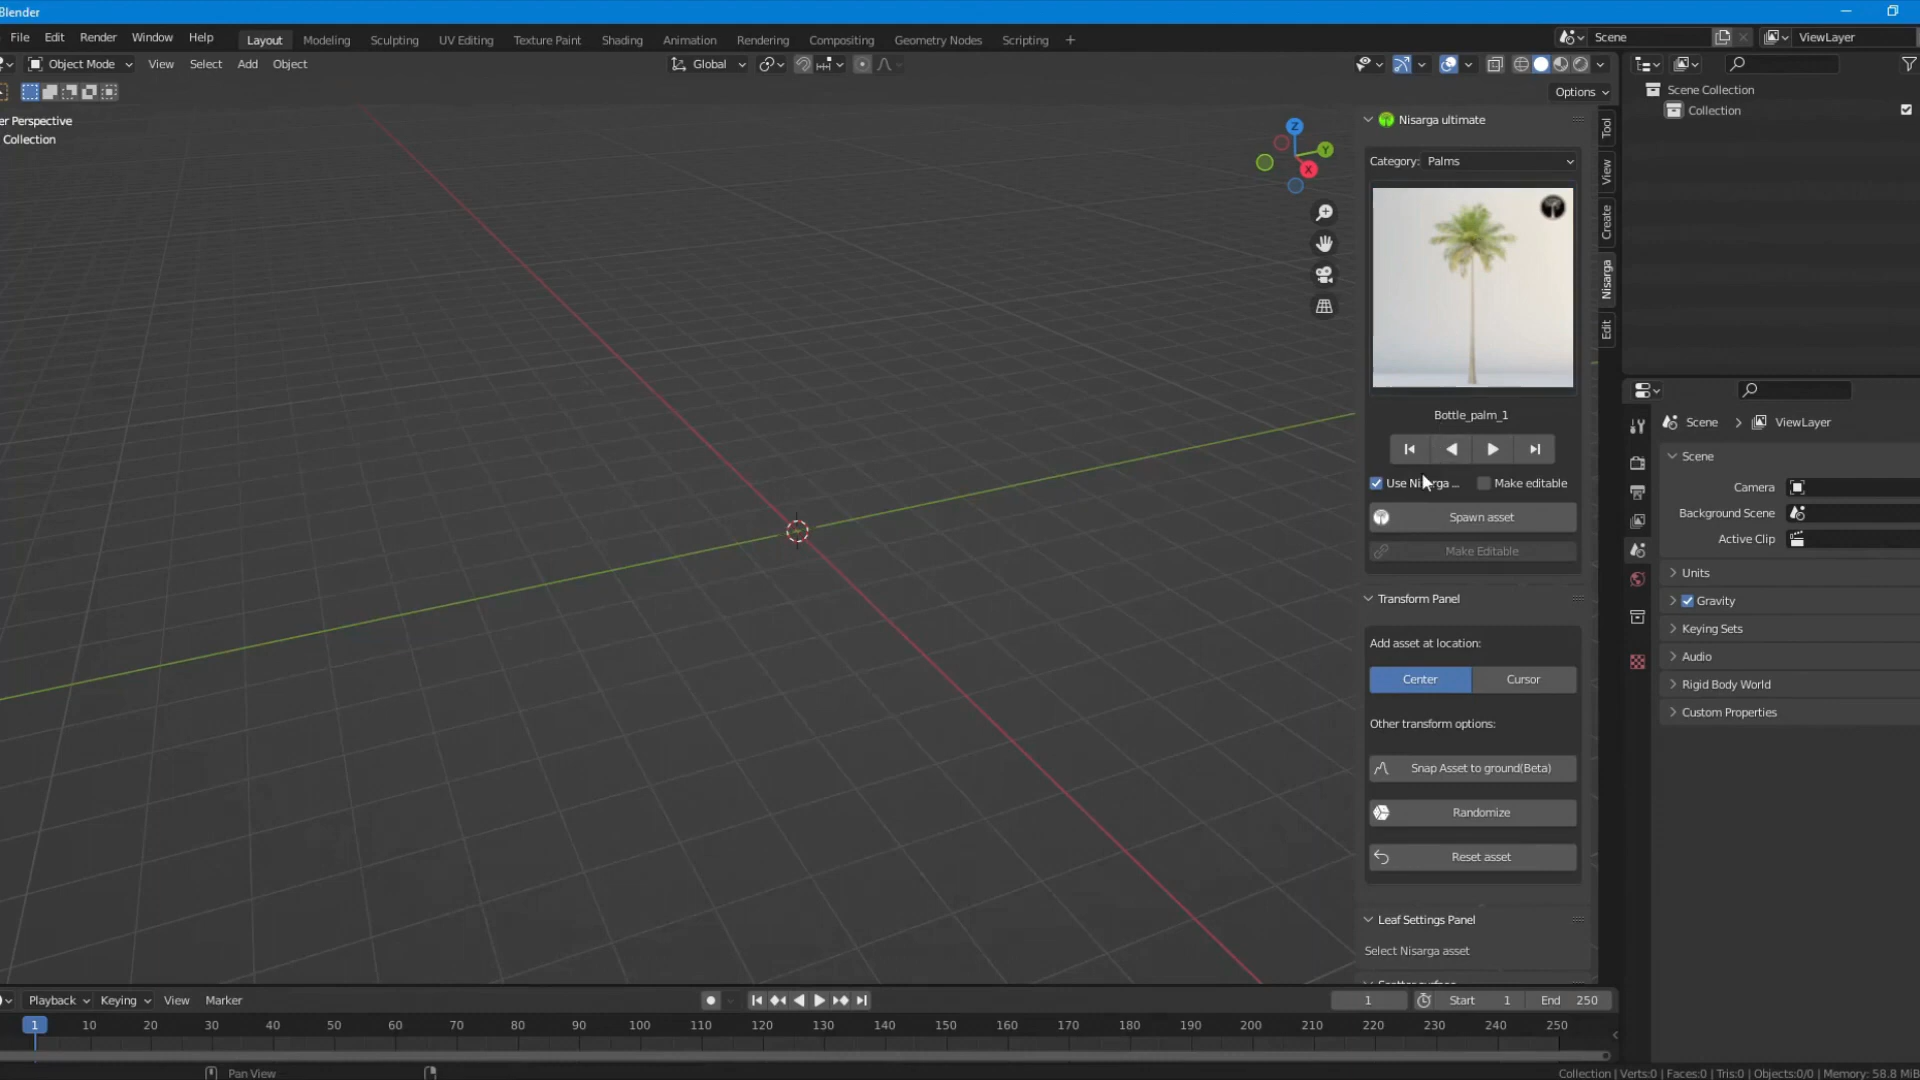 Blender
File Edit Render Window Help Layout Modeling Sculpting UV Editing Texture Paint Shading Animation Rendering Compositing Geometry Nodes Scripting + Scene ViewLayer
Object Mode View Select Add Object Global
Options
er Perspective
Collection
Z
Y
X
Nisarga ultimate
Category: Palms
Bottle_palm_1
Use Nisarga ... Make editable
Spawn asset
Make Editable
Transform Panel
Add asset at location:
Center Cursor
Other transform options:
Snap Asset to ground(Beta)
Randomize
Reset asset
Leaf Settings Panel
Select Nisarga asset
Tool
View
Create
Nisarga
Edit
Scene Collection
Collection
Scene > ViewLayer
Scene
Camera
Background Scene
Active Clip
Units
Gravity
Keying Sets
Audio
Rigid Body World
Custom Properties
Playback Keying View Marker 1 Start 1 End 250
1 10 20 30 40 50 60 70 80 90 100 110 120 130 140 150 160 170 180 190 200 210 220 230 240 250
Pan View
Collection | Verts:0 | Faces:0 | Tris:0 | Objects:0/0 | Memory: 58.8 MiB